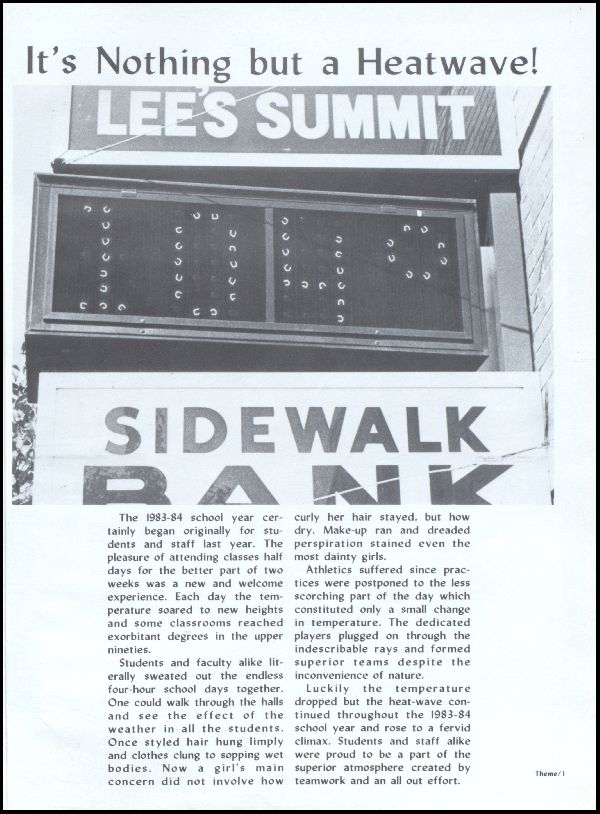 It's Nothing but a Heatwave!
LEE'S SUMMIT
104°
SIDEWALK
BANK
The 1983-84 school year cer-
tainly began originally for stu-
dents and staff last year. The
pleasure of attending classes half
days for the better part of two
weeks was a new and welcome
experience. Each day the tem-
perature soared to new heights
and some classrooms reached
exorbitant degrees in the upper
nineties.
Students and faculty alike lit-
erally sweated out the endless
four-hour school days together.
One could walk through the halls
and see the effect of the
weather in all the students.
Once styled hair hung limply
and clothes clung to sopping wet
bodies. Now a girl's main
concern did not involve how
curly her hair stayed, but how
dry. Make-up ran and dreaded
perspiration stained even the
most dainty girls.
Athletics suffered since prac-
tices were postponed to the less
scorching part of the day which
constituted only a small change
in temperature. The dedicated
players plugged on through the
indescribable rays and formed
superior teams despite the
inconvenience of nature.
Luckily the temperature
dropped but the heat-wave con-
tinued throughout the 1983-84
school year and rose to a fervid
climax. Students and staff alike
were proud to be a part of the
superior atmosphere created by
teamwork and an all out effort.
Theme/1